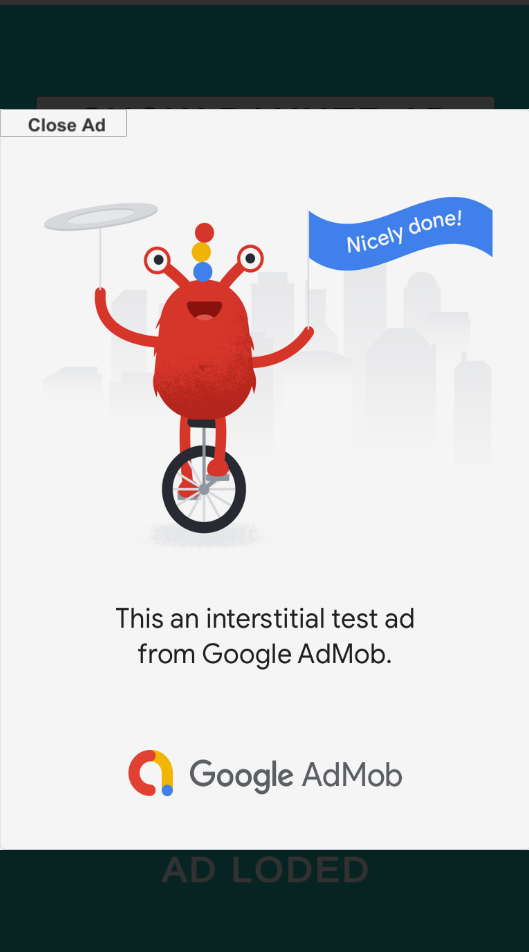 Close Ad
Nicely done!
This an interstitial test ad
from Google AdMob.
Google AdMob
AD LODED